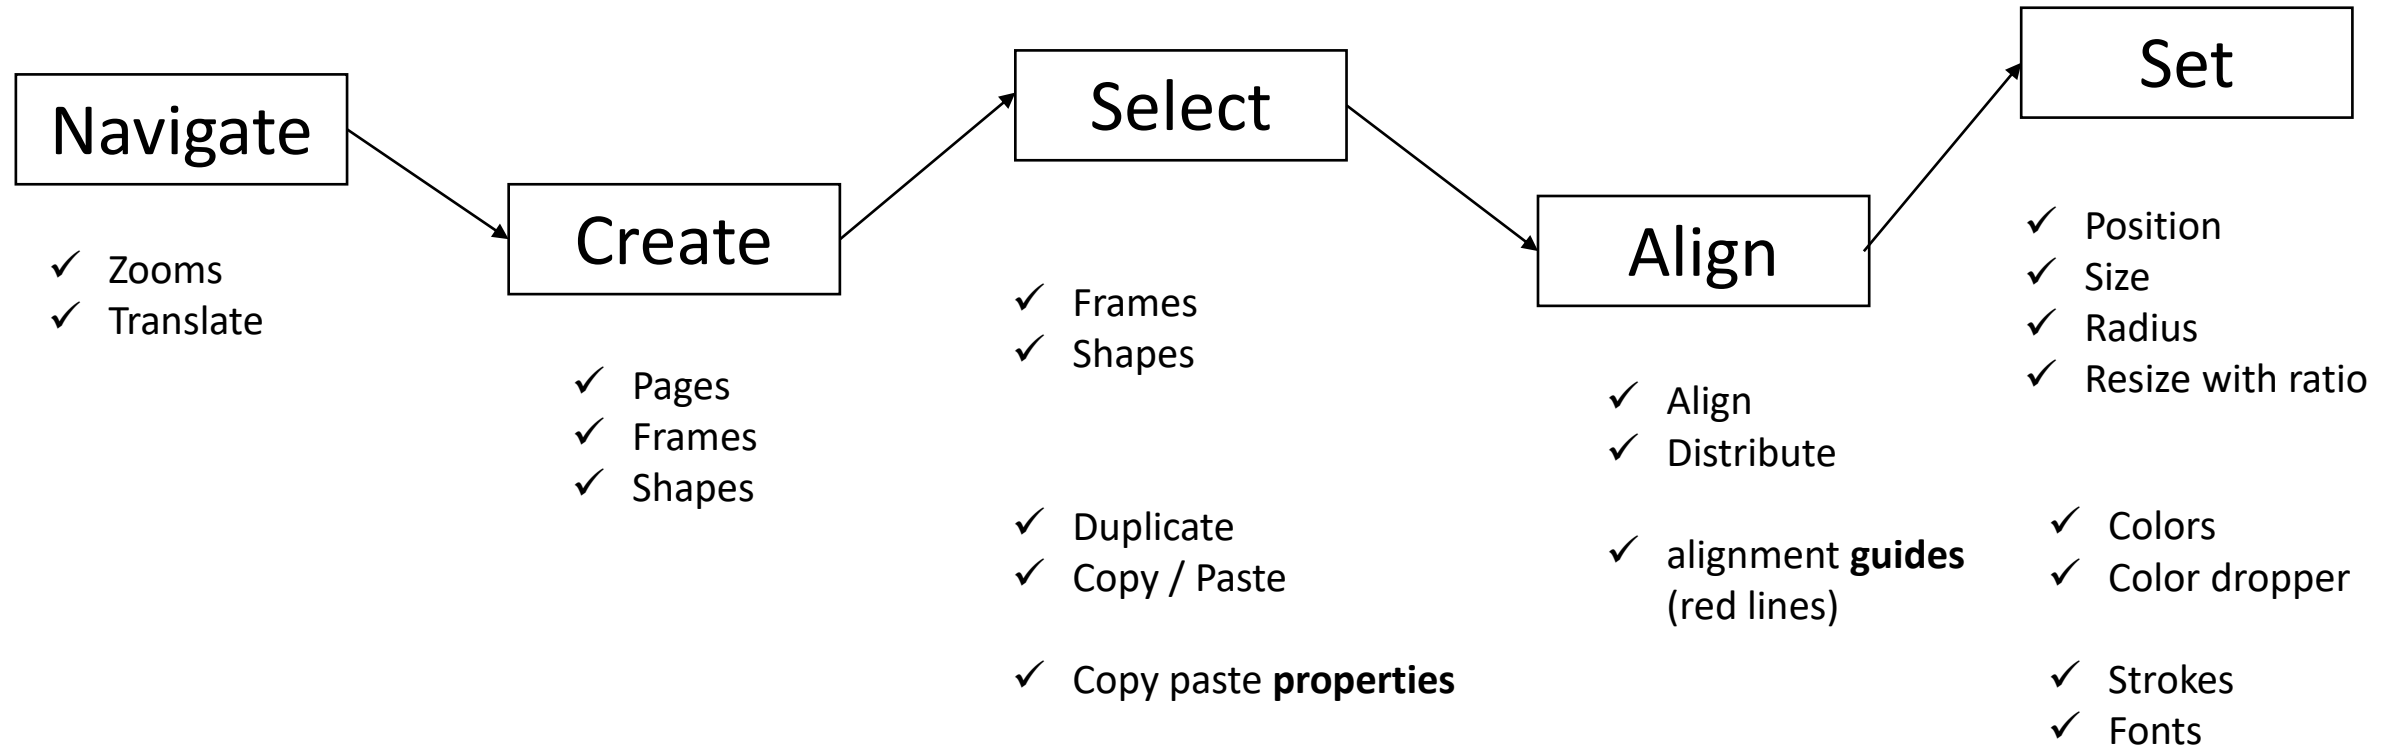 Navigate
Zooms
Translate
Create
Pages
Frames
Shapes
Select
Frames
Shapes
Duplicate
Copy / Paste
Copy paste properties
Align
Align
Distribute
alignment guides
(red lines)
Set
Position
Size
Radius
Resize with ratio
Colors
Color dropper
Strokes
Fonts